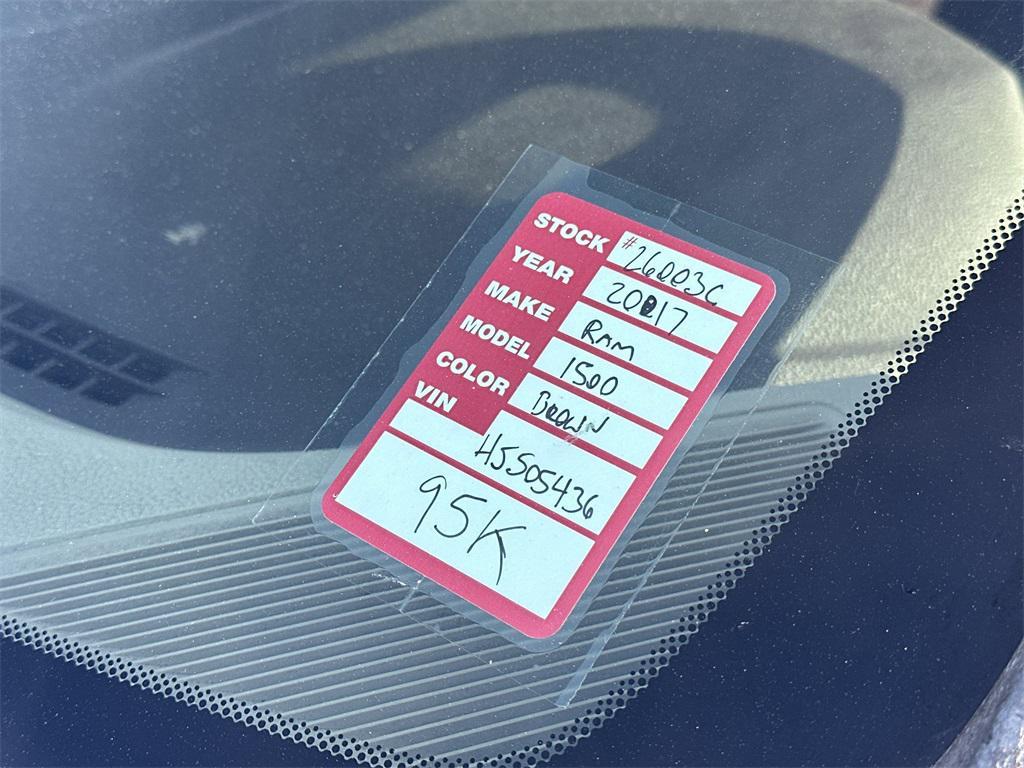 STOCK #26003C
YEAR 2017
MAKE RAM
MODEL 1500
COLOR BROWN
VIN HS505436
95K